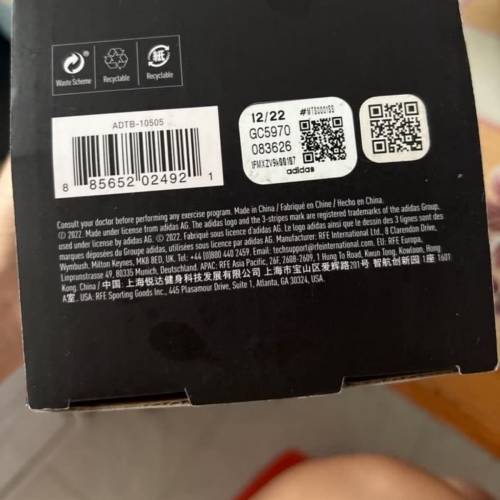 Waste Scheme
Recyclable
紙
Recyclable
ADTB-10505
8 85652 02492 1
12/22
GC5970
083626
adidas
Consult your doctor before performing any exercise program. Made in China / Fabriqué en Chine / Hecho en China.
© 2022. Made under license from adidas AG. The adidas logo and the 3-stripes mark are registered trademarks of the adidas Group,
used under license by adidas AG. © 2022. Fabriqué sous licence d'adidas AG. Le logo adidas ainsi que le dessin des 3 lignes sont des
marques déposées du Groupe adidas, utilisées sous licence par adidas AG. Manufacturer: RFE International Ltd., 8 Clarendon Drive,
Wymbush, Milton Keynes, MK8 8ED, UK. Tel: +44 (0)800 440 2459. Email: techsupport@rfeinternational.com. EU: RFE Europa,
Linprunstraße 49, 80335 Munich, Deutschland. APAC: RFE Asia Pacific, 26F, 2608-2609, 1 Hung To Road, Kwun Tong, Kowloon, Hong
Kong, China / 中国: 上海锐达健身科技发展有限公司 上海市宝山区爱辉路201号 智航创新园 1座 1601
A室. USA: RFE Sporting Goods Inc., 445 Plasamour Drive, Suite 1, Atlanta, GA 30324, USA.